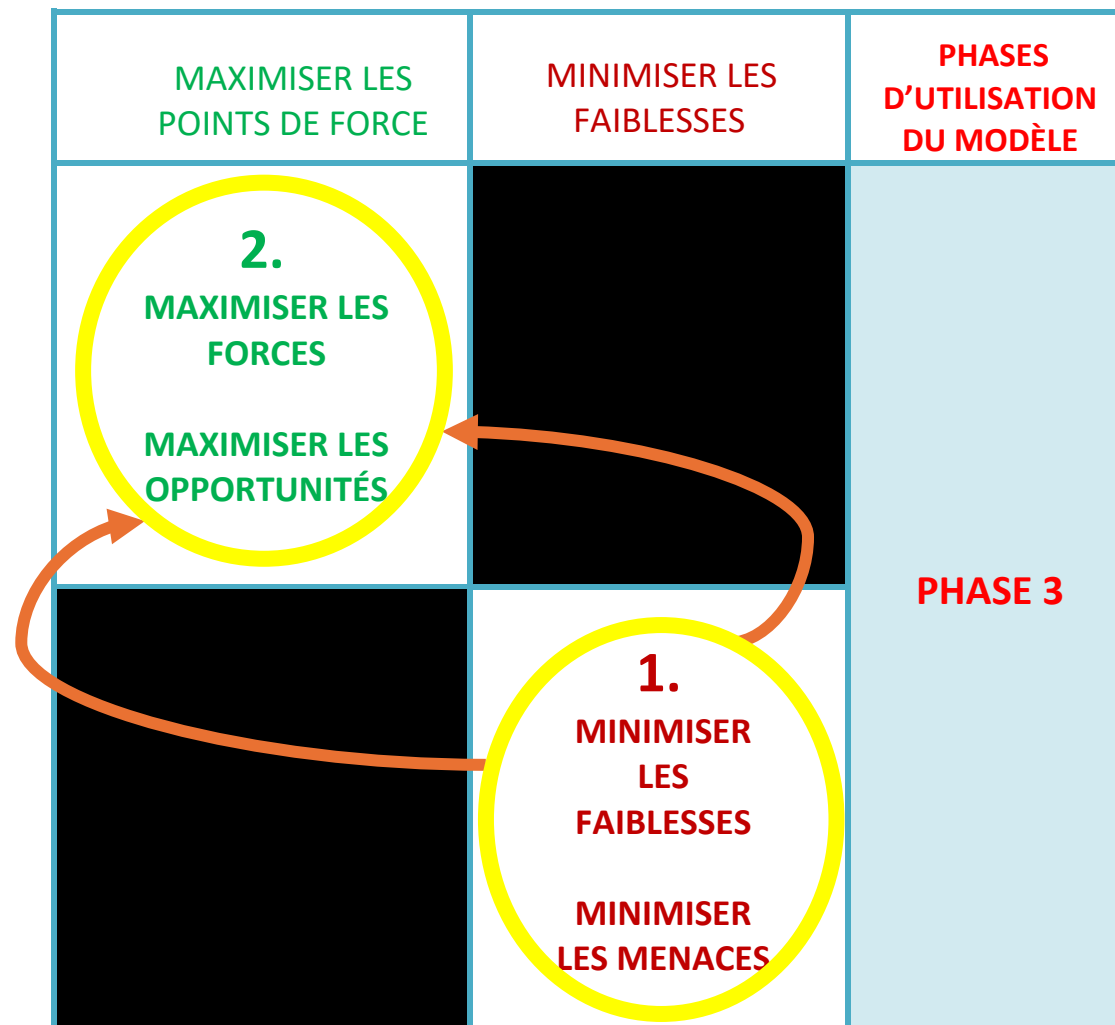 MAXIMISER LES
POINTS DE FORCE
MINIMISER LES
FAIBLESSES
PHASES
D’UTILISATION
DU MODÈLE
2.
MAXIMISER LES
FORCES
MAXIMISER LES
OPPORTUNITÉS
PHASE 3
1.
MINIMISER
LES
FAIBLESSES
MINIMISER
LES MENACES